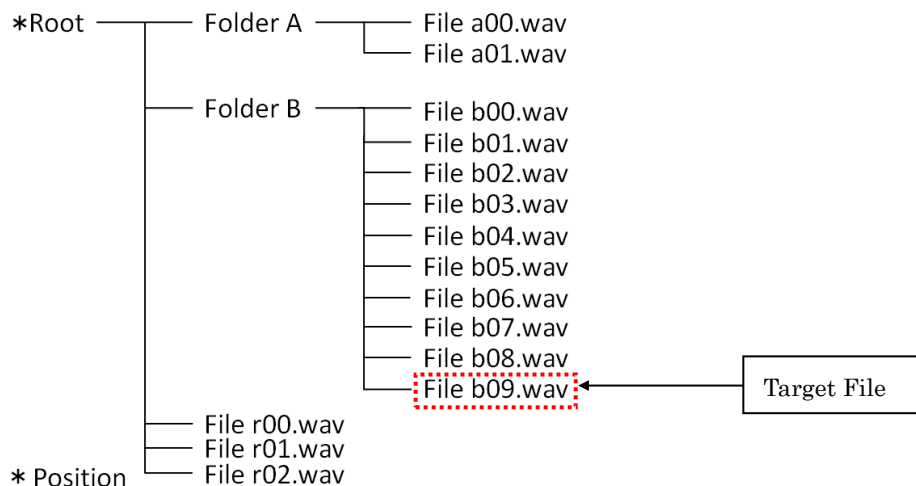 *Root
Folder A
File a00.wav
File a01.wav
Folder B
File b00.wav
File b01.wav
File b02.wav
File b03.wav
File b04.wav
File b05.wav
File b06.wav
File b07.wav
File b08.wav
File b09.wav
Target File
File r00.wav
File r01.wav
File r02.wav
* Position